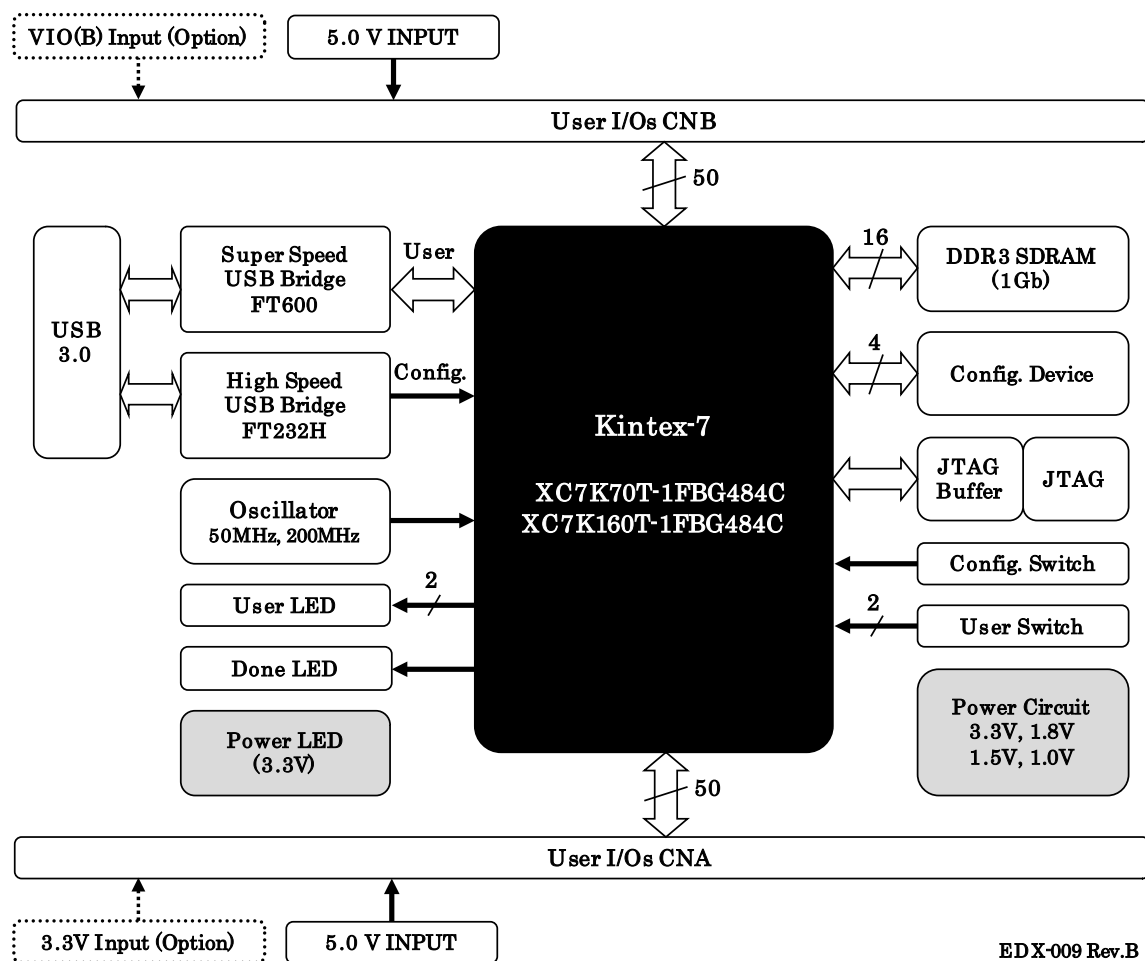 VIO(B) Input (Option)
5.0 V INPUT
User I/Os CNB
50
USB
3.0
Super Speed
USB Bridge
FT600
User
High Speed
USB Bridge
FT232H
Config.
Oscillator
50MHz, 200MHz
User LED
2
Done LED
Power LED
(3.3V)
Kintex-7
XC7K70T-1FBG484C
XC7K160T-1FBG484C
16
DDR3 SDRAM
(1Gb)
4
Config. Device
JTAG
Buffer
JTAG
Config. Switch
2
User Switch
Power Circuit
3.3V, 1.8V
1.5V, 1.0V
50
User I/Os CNA
3.3V Input (Option)
5.0 V INPUT
EDX-009 Rev.B